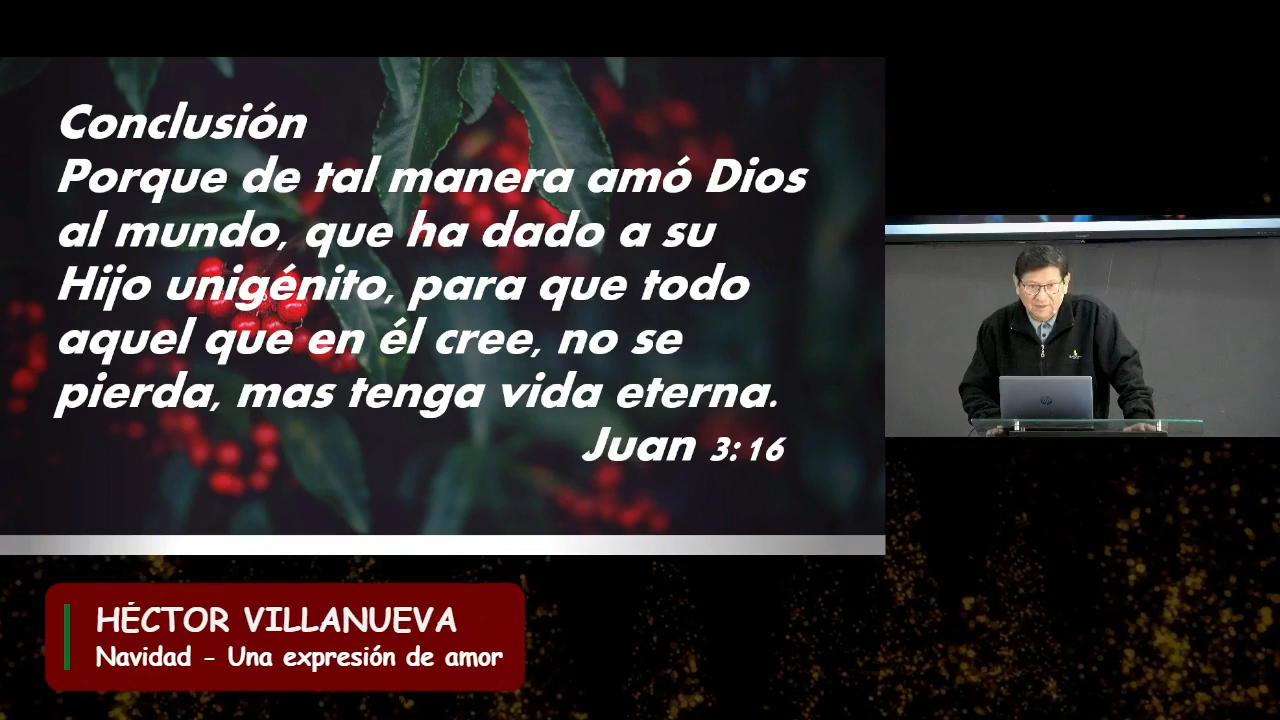 Conclusión
Porque de tal manera amó Dios
al mundo, que ha dado a su
Hijo unigénito, para que todo
aquel que en él cree, no se
pierda, mas tenga vida eterna.
Juan 3:16
HÉCTOR VILLANUEVA
Navidad - Una expresión de amor